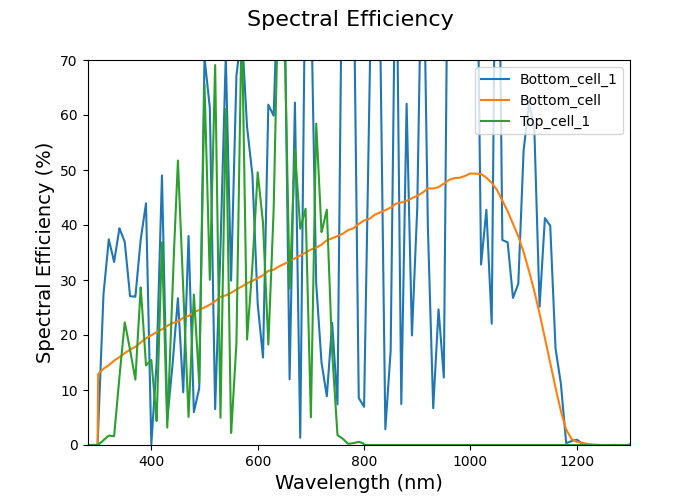 Spectral Efficiency
70
60
50
40
30
20
10
0
Spectral Efficiency (%)
Bottom_cell_1
Bottom_cell
Top_cell_1
400 600 800 1000 1200
Wavelength (nm)